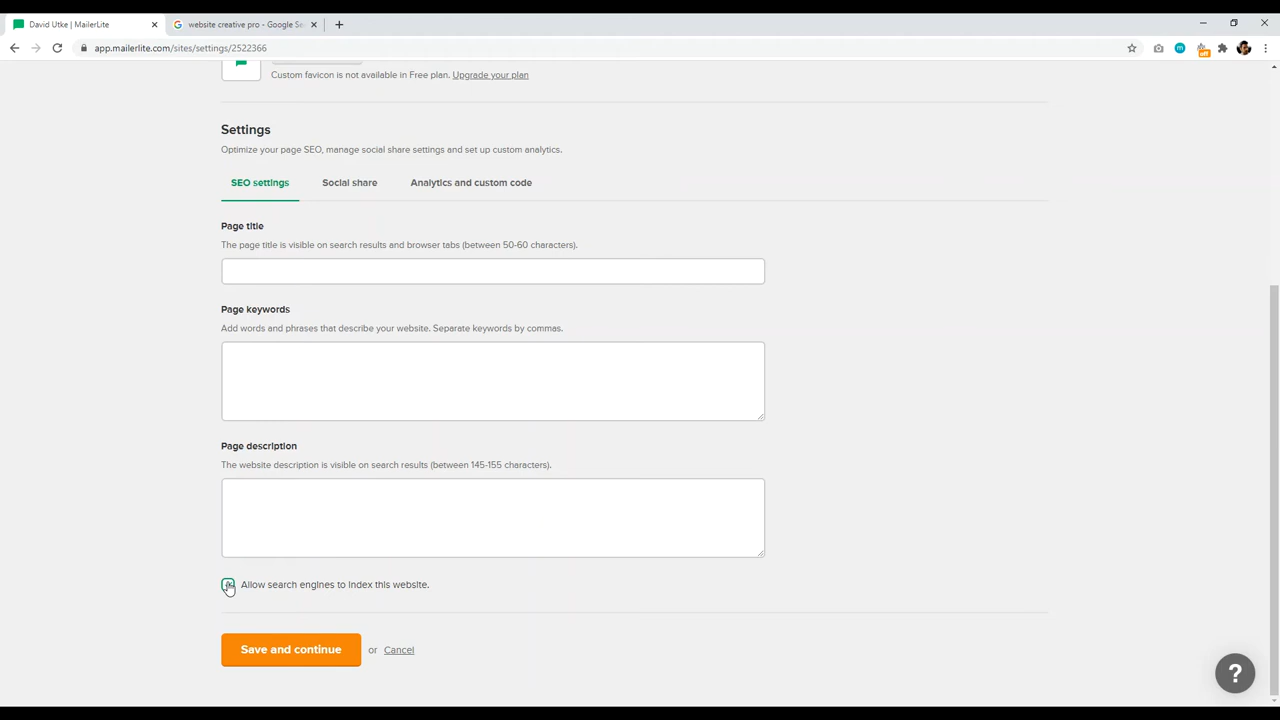 David Utke | MailerLite
website creative pro - Google Se
app.mailerlite.com/sites/settings/2522366
off
Custom favicon is not available in Free plan. Upgrade your plan
Settings
Optimize your page SEO, manage social share settings and set up custom analytics.
SEO settings
Social share
Analytics and custom code
Page title
The page title is visible on search results and browser tabs (between 50-60 characters).
Page keywords
Add words and phrases that describe your website. Separate keywords by commas.
Page description
The website description is visible on search results (between 145-155 characters).
Allow search engines to index this website.
Save and continue or Cancel
?